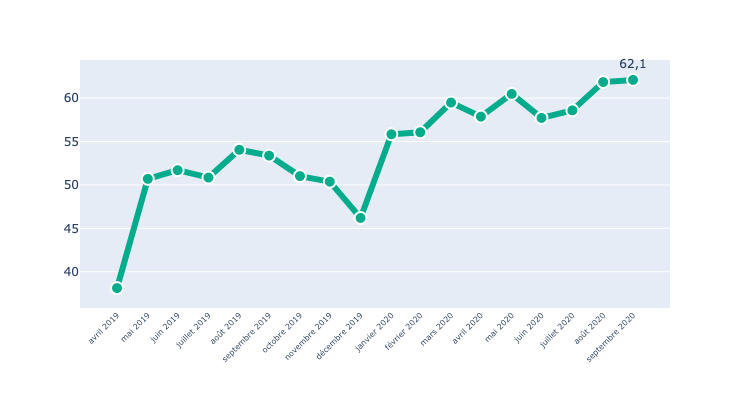 62,1
60
55
50
45
40
avril 2019
mai 2019
juin 2019
juillet 2019
août 2019
septembre 2019
octobre 2019
novembre 2019
décembre 2019
janvier 2020
février 2020
mars 2020
avril 2020
mai 2020
juin 2020
juillet 2020
août 2020
septembre 2020